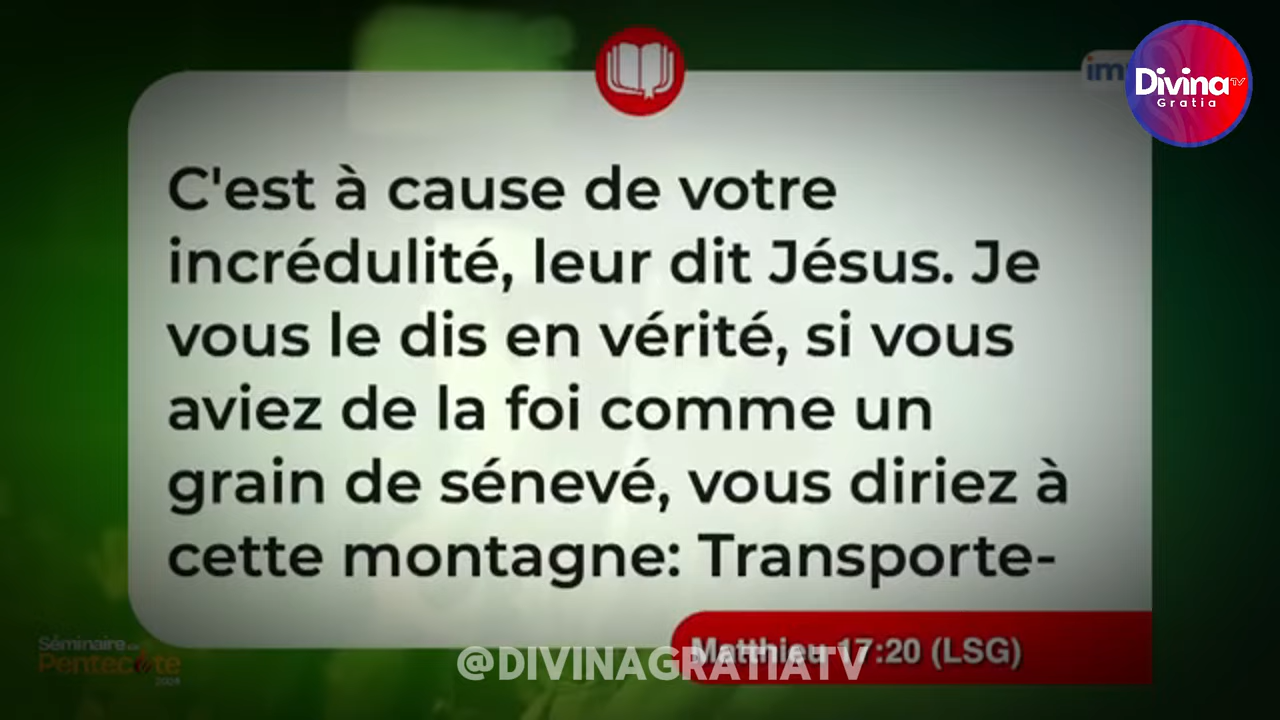 im
Divina TV
Gratia
C'est à cause de votre
incrédulité, leur dit Jésus. Je
vous le dis en vérité, si vous
aviez de la foi comme un
grain de sénevé, vous diriez à
cette montagne: Transporte-
Matthieu 17:20 (LSG)
@DIVINAGRATIATV
Séminaire
Pentecôte